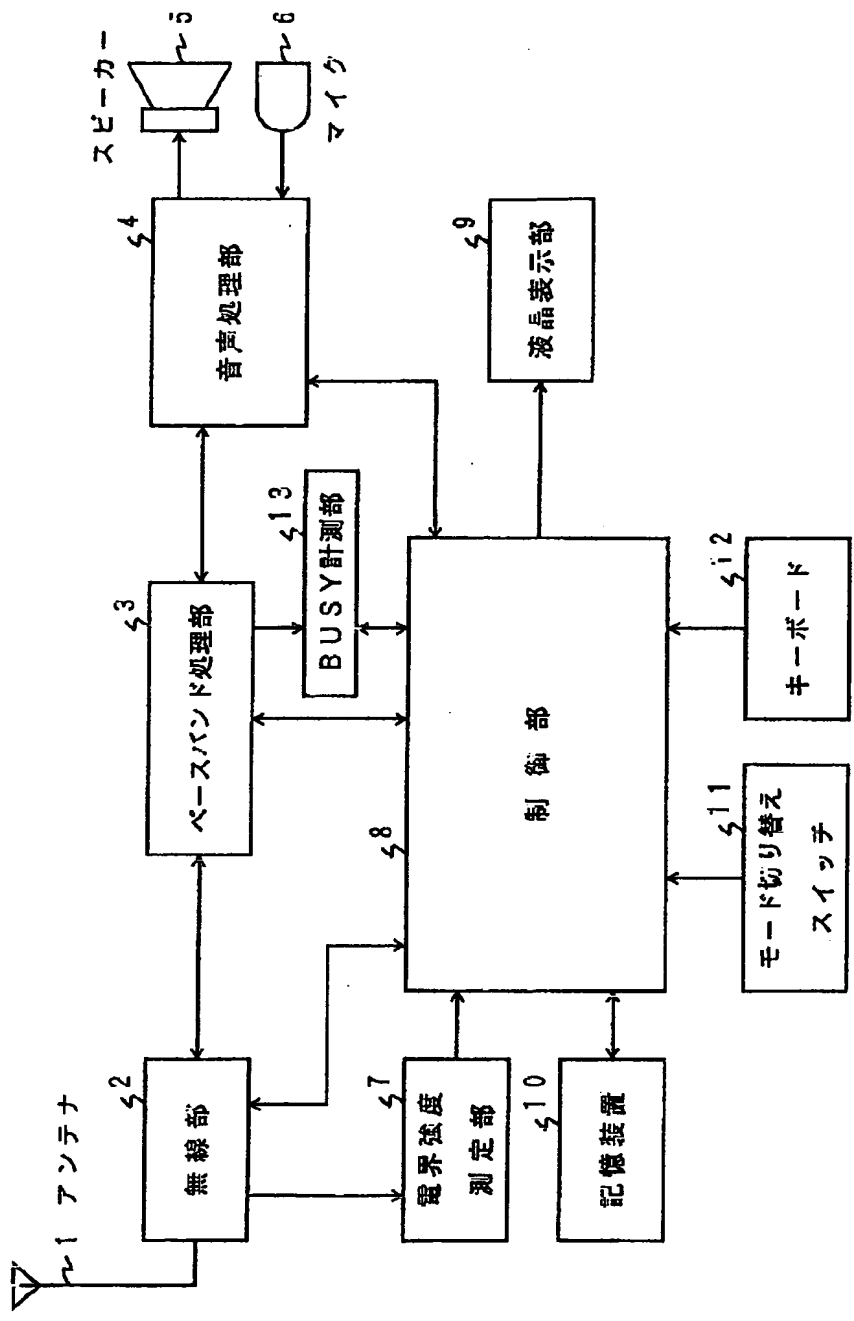 1 アンテナ
2
無線部
3
ベースバンド処理部
4
音声処理部
スピーカー
5
6
マイク
13
BUSY計測部
7
電界強度
測定部
8
制御部
9
液晶表示部
10
記憶装置
11
モード切り替え
スイッチ
12
キーボード